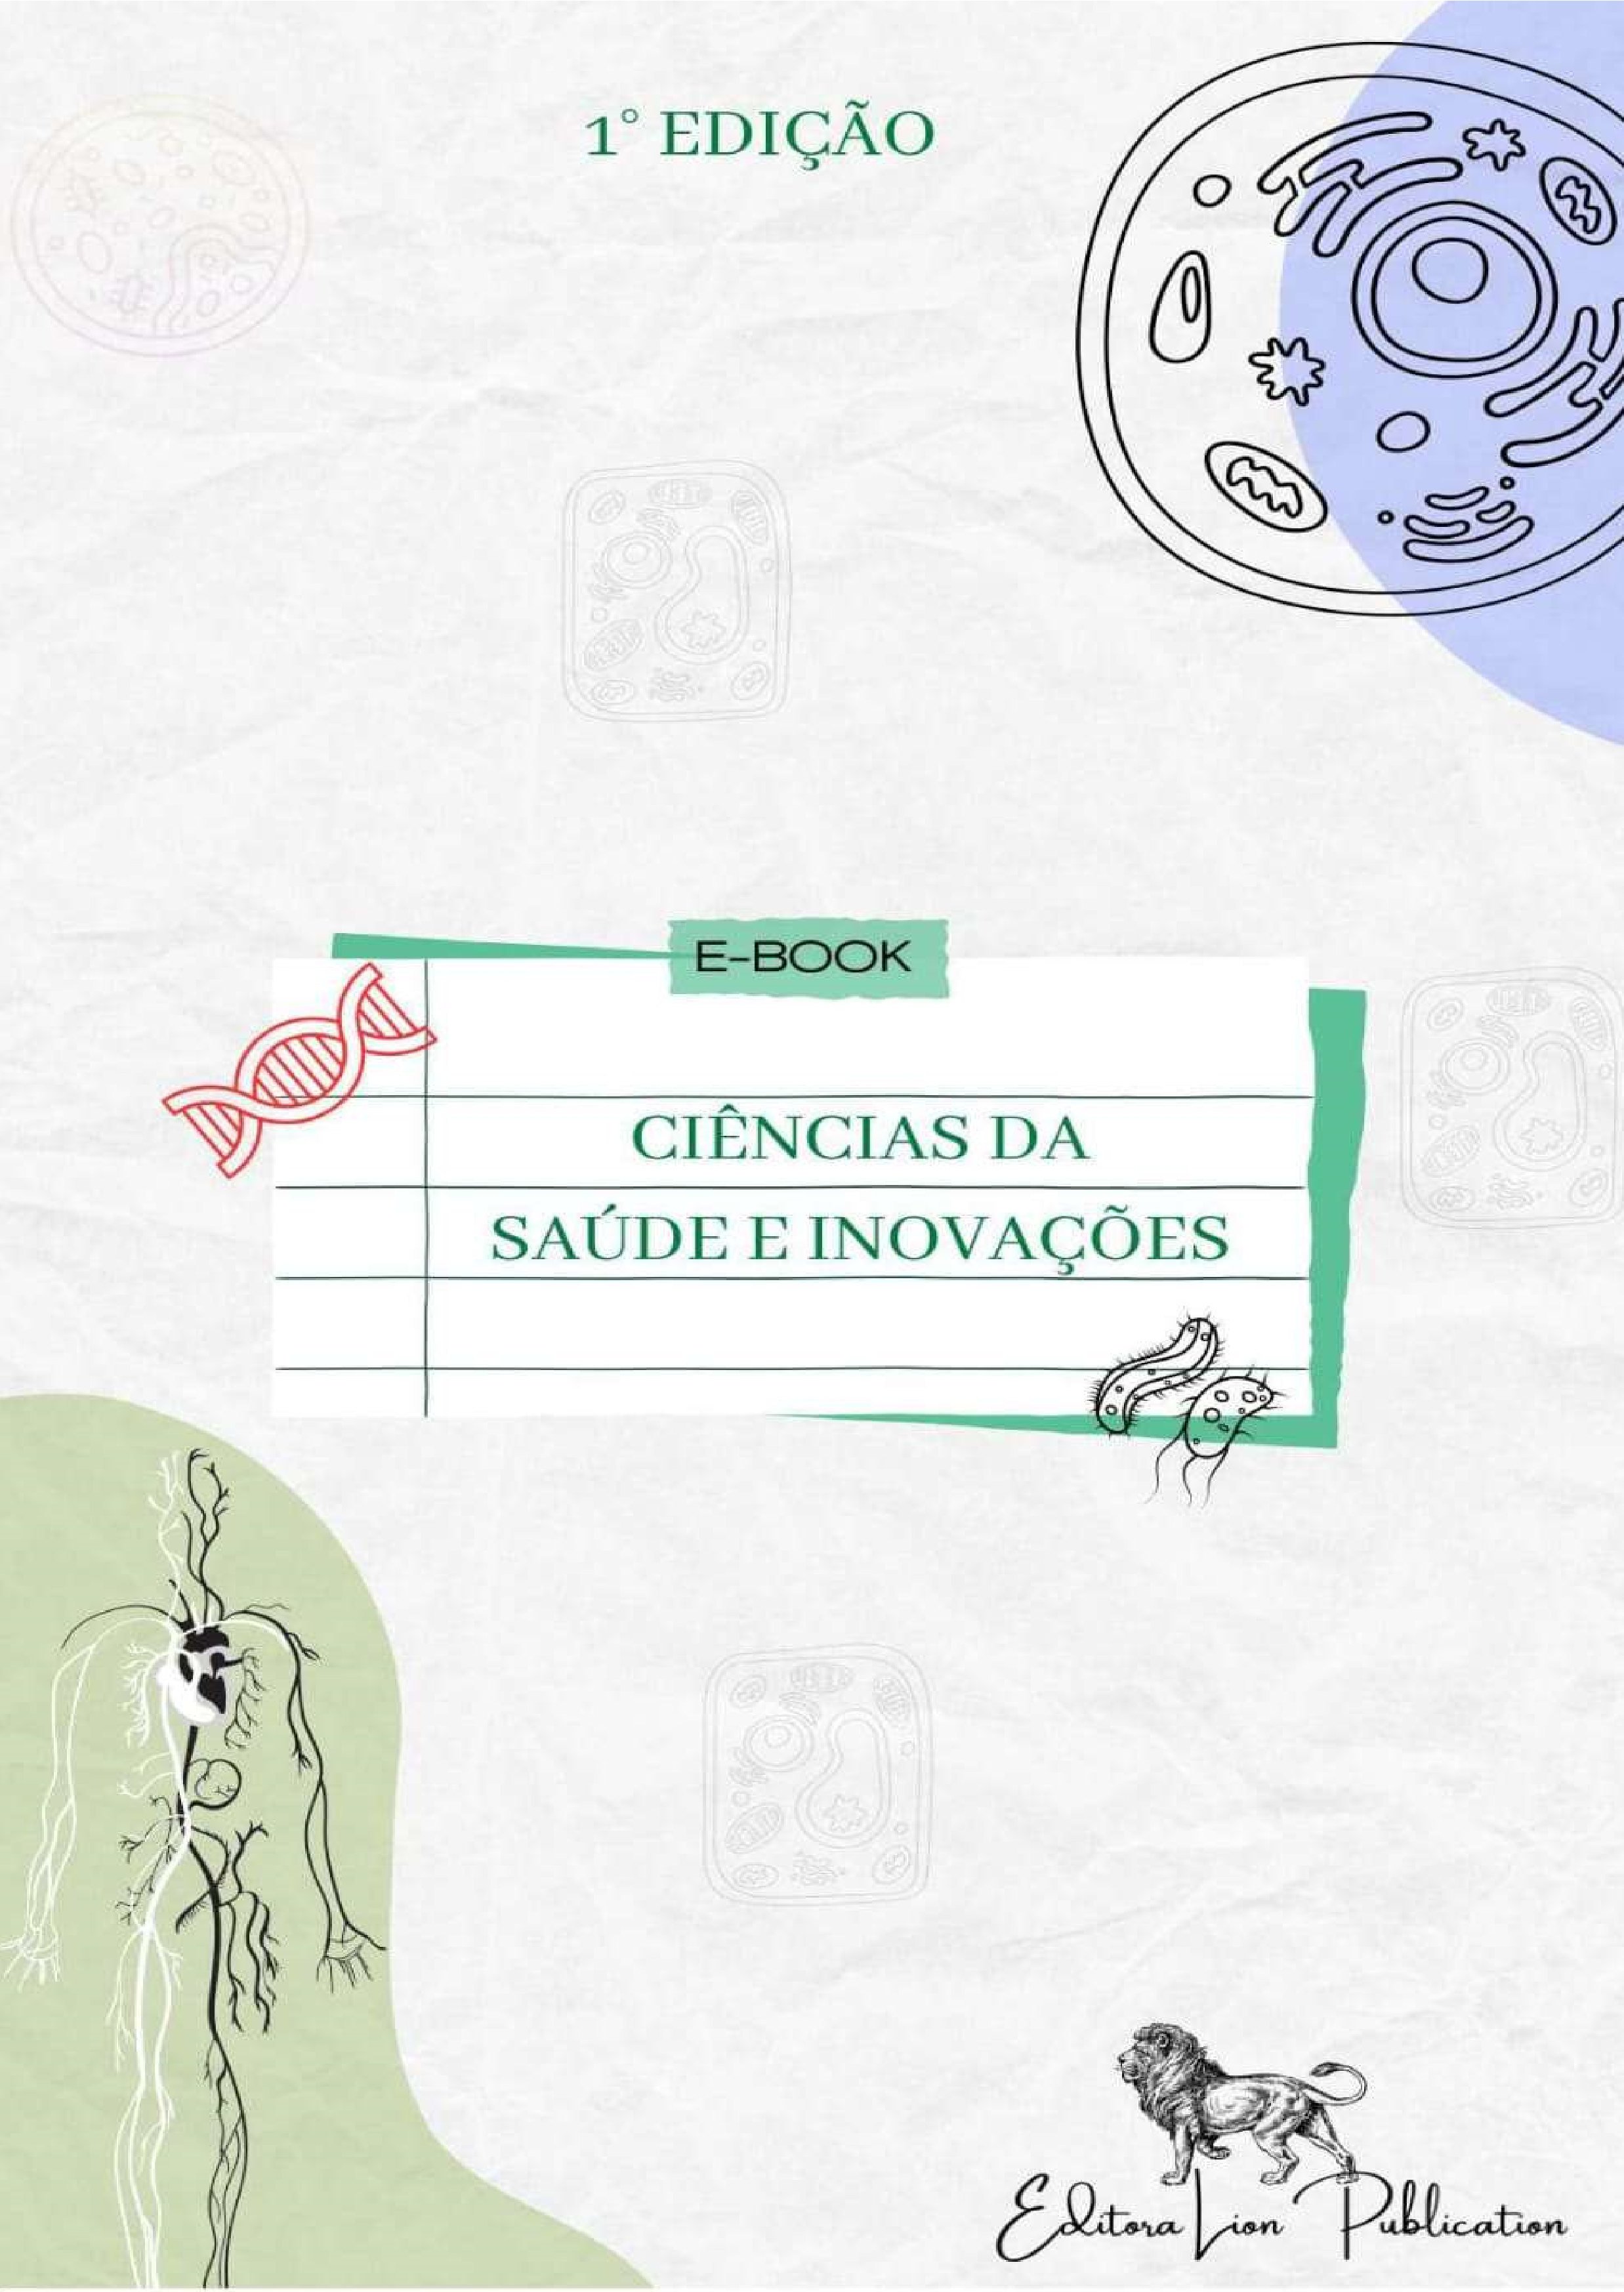 1° EDIÇÃO
E-BOOK
CIÊNCIAS DA
SAÚDE E INOVAÇÕES
Editora Lion Publication